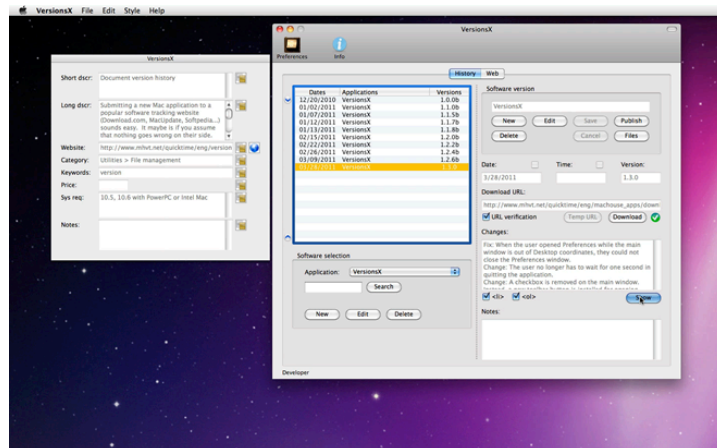 VersionsX File Edit Style Help
VersionsX
Short dscr:
Document version history
Long dscr:
Submitting a new Mac application to a
popular software tracking website
(Download.com, MacUpdate, Softpedia...)
sounds easy. It maybe is if you assume
that nothing goes wrong on their side.
Website:
http://www.mhvt.net/quicktime/eng/version
Category:
Utilities > File management
Keywords:
version
Price:
Sys req:
10.5, 10.6 with PowerPC or Intel Mac
Notes:
VersionsX
Preferences
Info
History Web
Dates Applications Versions
12/20/2010 VersionsX 1.0.0b
01/02/2011 VersionsX 1.1.0b
01/07/2011 VersionsX 1.1.5b
01/12/2011 VersionsX 1.1.7b
01/13/2011 VersionsX 1.1.8b
02/15/2011 VersionsX 1.2.0b
02/22/2011 VersionsX 1.2.2b
02/26/2011 VersionsX 1.2.4b
03/09/2011 VersionsX 1.2.6b
03/28/2011 VersionsX 1.3.0
Software selection
Application:
VersionsX
Search
New Edit Delete
Developer
Software version
VersionsX
New Edit Save Publish
Delete Cancel Files
Date: Time: Version:
3/28/2011 1.3.0
Download URL:
http://www.mhvt.net/quicktime/eng/machouse_apps/down
URL verification Temp URL Download
Changes:
Fix: When the user opened Preferences while the main
window is out of Desktop coordinates, they could not
close the Preferences window.
Change: The user no longer has to wait for one second in
quitting the application.
Change: A checkbox is removed on the main window.
<li> <ol> Show
Notes: